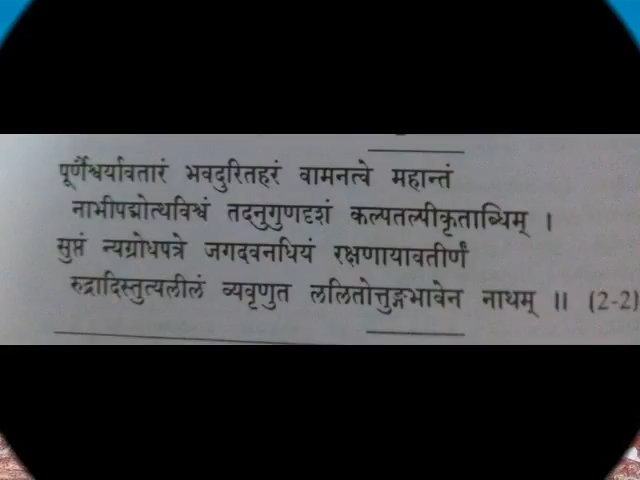 पूर्णैश्वर्यावतारं भवदुरितहरं वामनत्वे महान्तं
नाभीपद्मोत्थविश्वं तदनुगुणदृशं कल्पतल्पीकृताब्धिम् ।
सुप्तं न्यग्रोधपत्रे जगदवनधियं रक्षणायावतीर्णं
रुद्रादिस्तुत्यलीलं व्यवृणुत ललितोत्तुङ्गभावेन नाथम् ॥ (2-2)